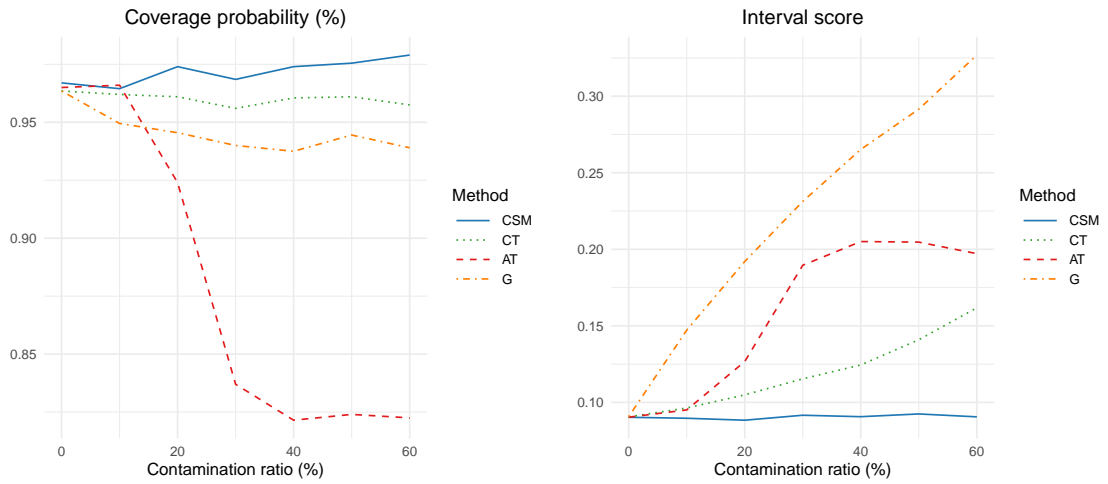 Coverage probability (%)
0.95
0.90
0.85
0
20
40
60
Contamination ratio (%)
Method
CSM
CT
AT
G
Interval score
0.30
0.25
0.20
0.15
0.10
0
20
40
60
Contamination ratio (%)
Method
CSM
CT
AT
G